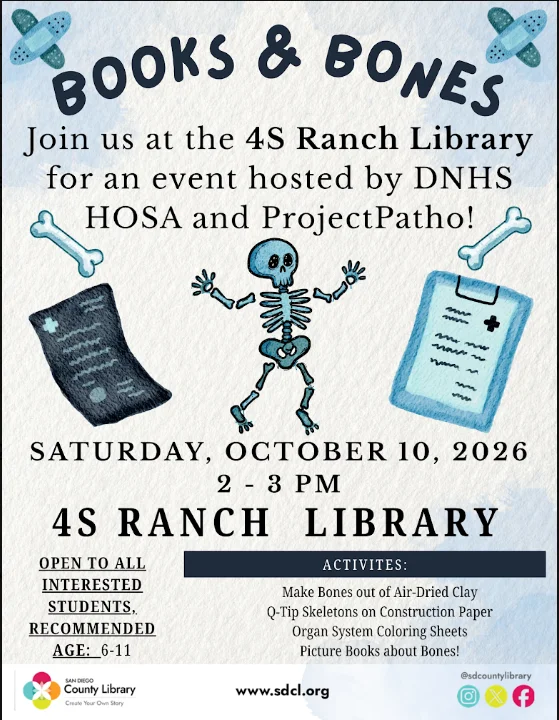 BOOKS & BONES
Join us at the 4S Ranch Library
for an event hosted by DNHS
HOSA and ProjectPatho!
SATURDAY, OCTOBER 10, 2026
2 - 3 PM
4S RANCH LIBRARY
OPEN TO ALL
INTERESTED
STUDENTS,
RECOMMENDED
AGE: 6-11
ACTIVITES:
Make Bones out of Air-Dried Clay
Q-Tip Skeletons on Construction Paper
Organ System Coloring Sheets
Picture Books about Bones!
SAN DIEGO
County Library
Create Your Own Story
www.sdcl.org
@sdcountylibrary